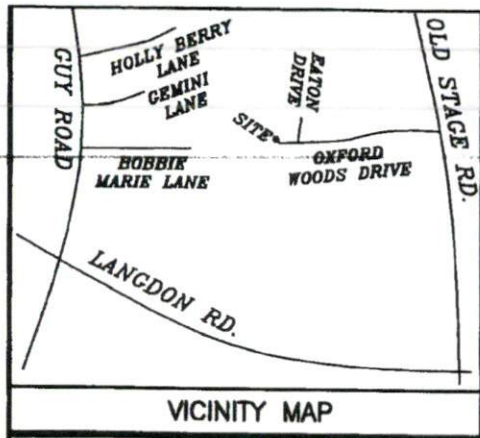 GUY ROAD
HOLLY BERRY
LANE
GEMINI
LANE
BOBBIE
MARIE LANE
SITE
EATON
DRIVE
OXFORD
WOODS DRIVE
OLD STAGE RD.
LANGDON RD.
VICINITY MAP